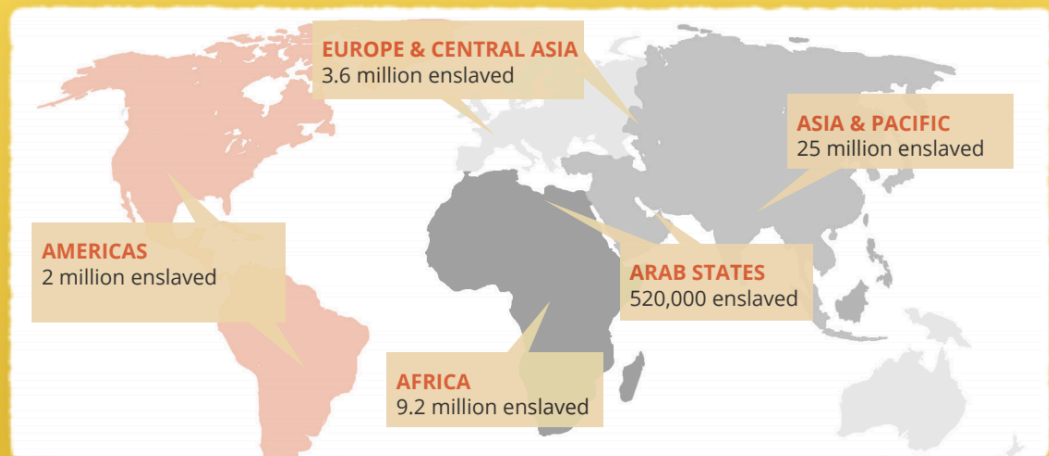 EUROPE & CENTRAL ASIA
3.6 million enslaved
ASIA & PACIFIC
25 million enslaved
AMERICAS
2 million enslaved
ARAB STATES
520,000 enslaved
AFRICA
9.2 million enslaved